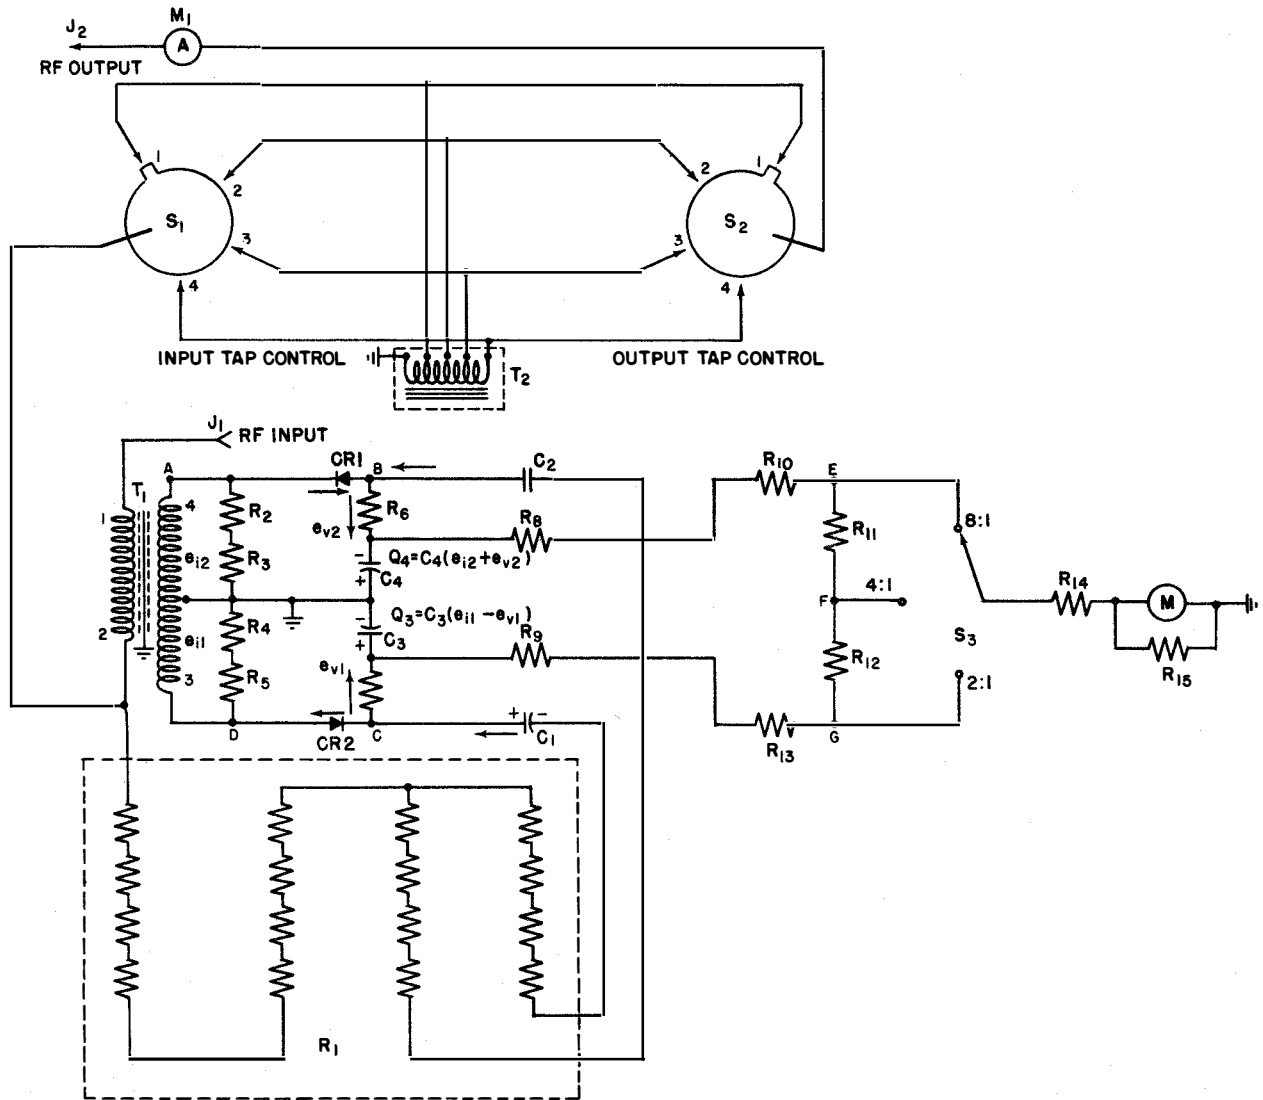 J2
M1
A
RF OUTPUT
1
2
3
4
S1
1
2
3
4
S2
INPUT TAP CONTROL
OUTPUT TAP CONTROL
T2
J1
RF INPUT
A
CR1
B
C2
R10
E
T1
1
4
R2
R6
8:1
ev2
R8
R11
ei2
R3
Q4=C4(ei2+ev2)
-
+
C4
4:1
R14
M
F
2
ei1
R4
Q3=C3(ei1-ev1)
-
+
C3
R9
S3
R12
R15
3
R5
ev1
2:1
D
CR2
C
+
-
C1
R13
G
R1